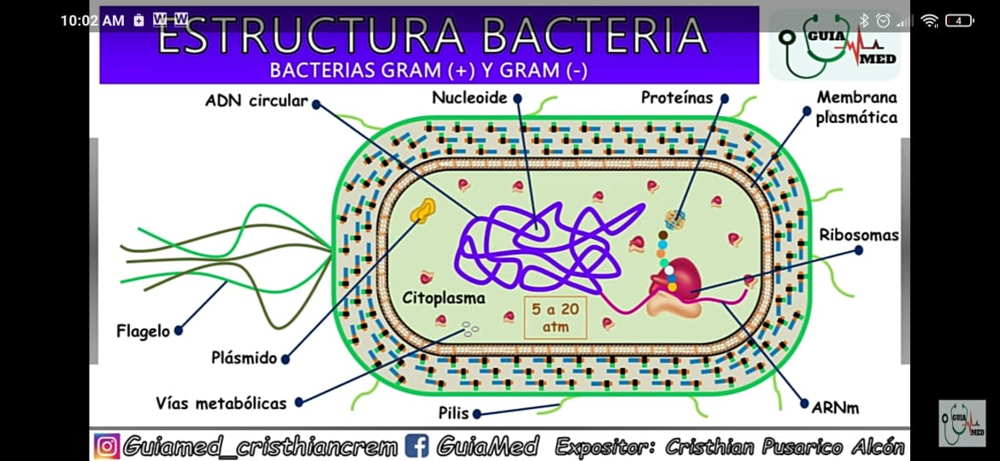 10:02 AM W W
4
ESTRUCTURA BACTERIA
BACTERIAS GRAM (+) Y GRAM (-)
GUIA
MED
ADN circular
Nucleoide
Proteínas
Membrana
plasmática
Ribosomas
Citoplasma
5 a 20
atm
Flagelo
Plásmido
Vías metabólicas
Pilis
ARNm
Guiamed_cristhiancrem GuiaMed Expositor: Cristhian Pusarico Alcón
GUIA
MED